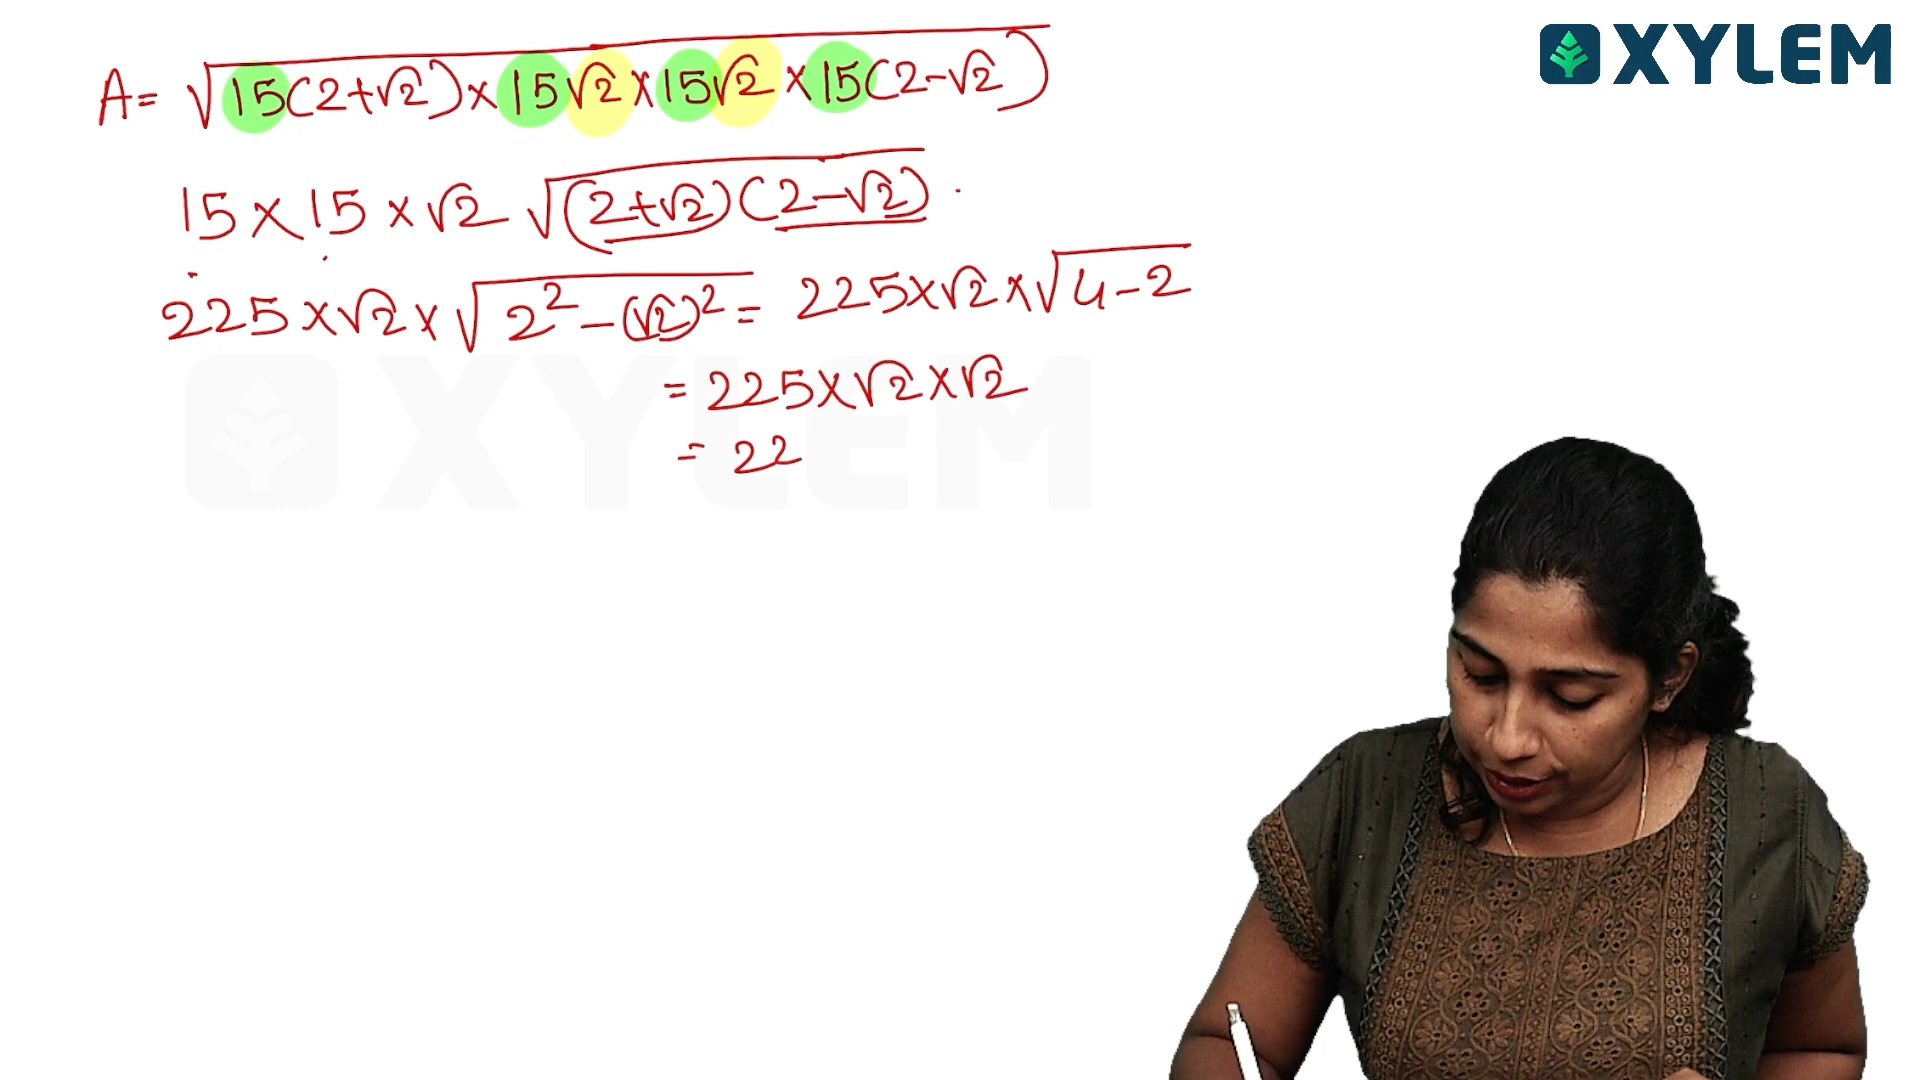 XYLEM
A = √(15(2+√2) × 15√2 × 15√2 × 15(2-√2))
15 × 15 × √2 √((2+√2)(2-√2)) .
225 × √2 × √(2² - (√2)²) = 225 × √2 × √(4-2)
= 225 × √2 × √2
= 22
XYLEM